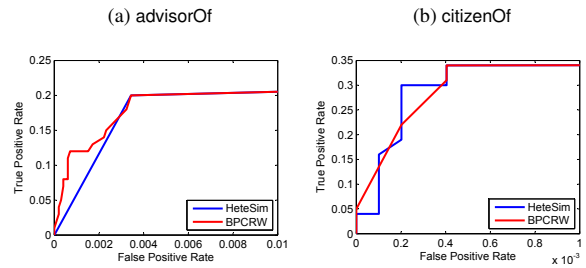 (a) advisorOf
(b) citizenOf
True Positive Rate
0.25
0.2
0.15
0.1
0.05
0
0
0.002
0.004
0.006
0.008
0.01
False Positive Rate
HeteSim
BPCRW
True Positive Rate
0.35
0.3
0.25
0.2
0.15
0.1
0.05
0
0
0.2
0.4
0.6
0.8
1
x 10⁻³
False Positive Rate
HeteSim
BPCRW